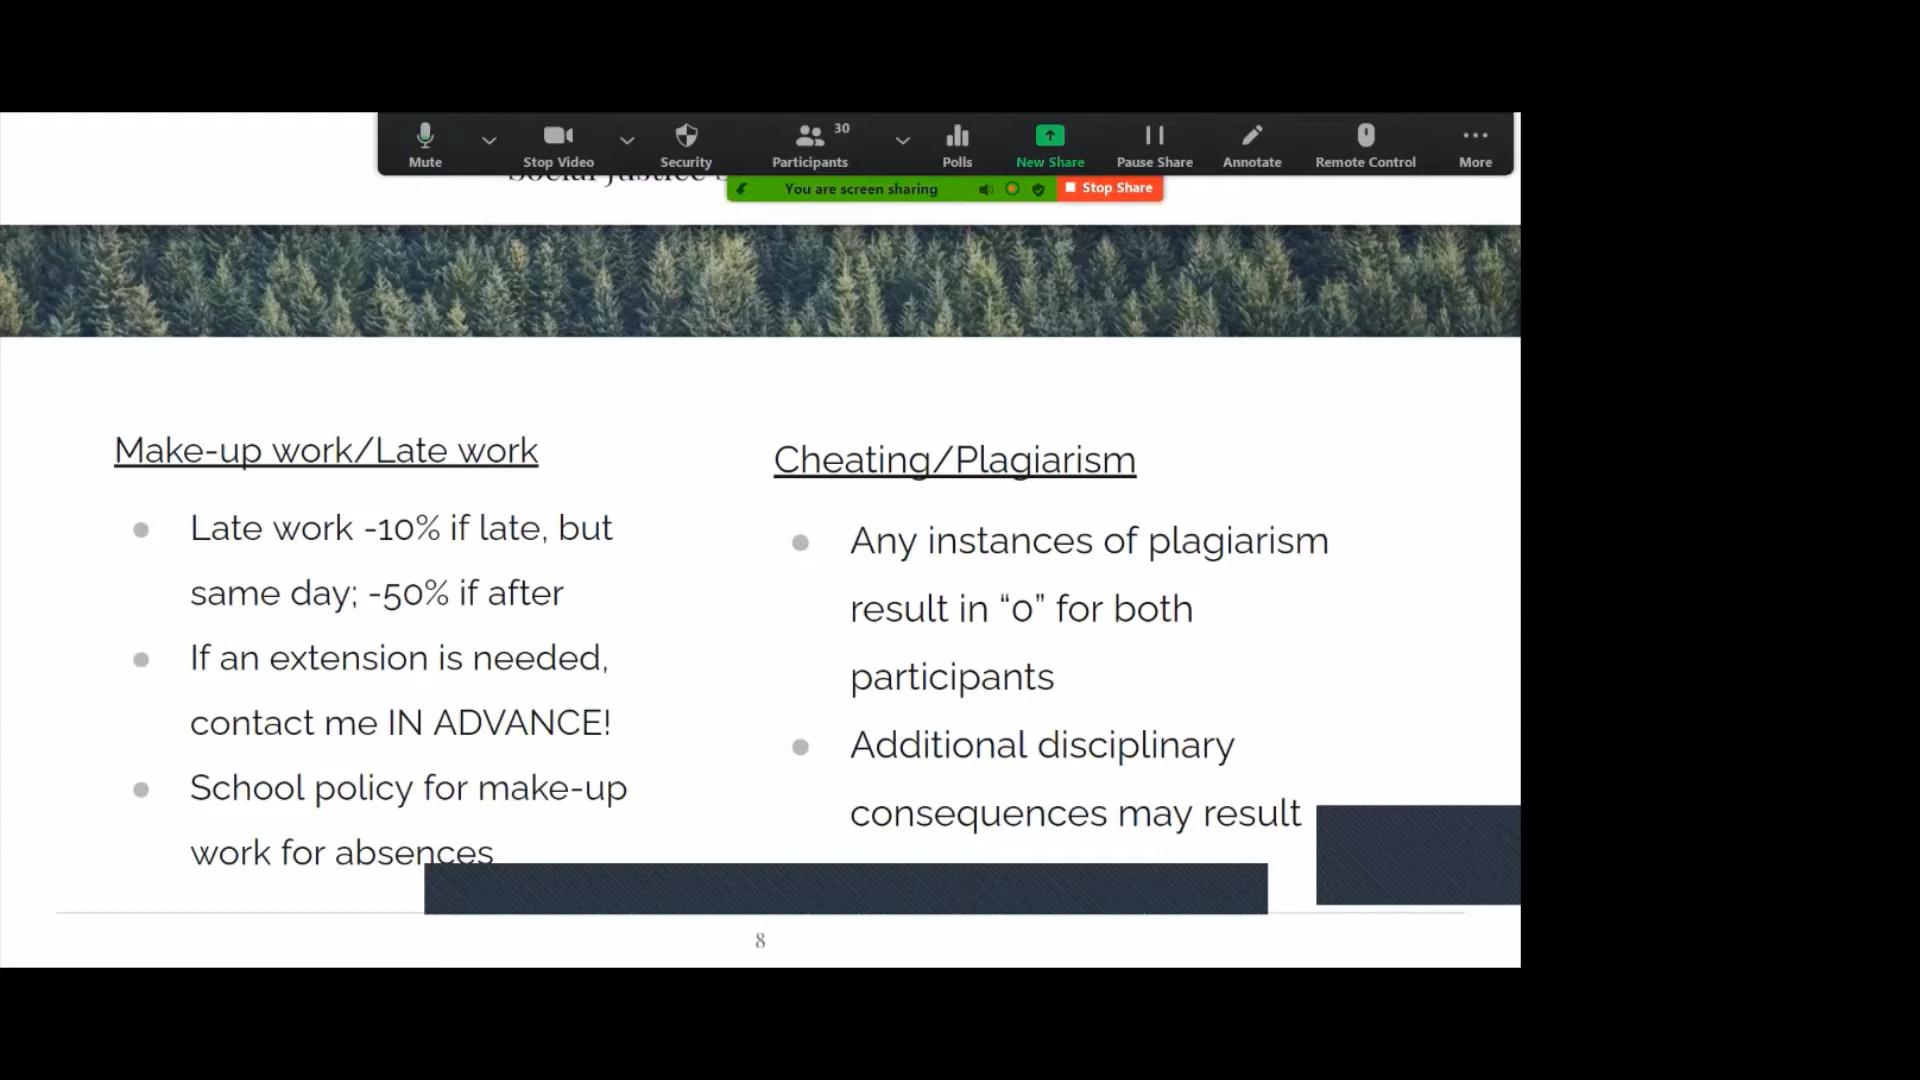 30
Mute
Stop Video
Security
Participants
Polls
New Share
Pause Share
Annotate
Remote Control
More
Social Justice
You are screen sharing
Stop Share
Make-up work/Late work
Late work -10% if late, but
same day; -50% if after
If an extension is needed,
contact me IN ADVANCE!
School policy for make-up
work for absences
Cheating/Plagiarism
Any instances of plagiarism
result in “0” for both
participants
Additional disciplinary
consequences may result
8